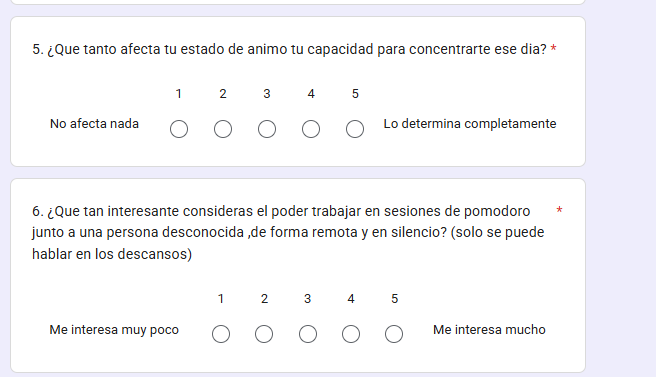 5. ¿Que tanto afecta tu estado de animo tu capacidad para concentrarte ese dia? *
1 2 3 4 5
No afecta nada Lo determina completamente
6. ¿Que tan interesante consideras el poder trabajar en sesiones de pomodoro *
junto a una persona desconocida ,de forma remota y en silencio? (solo se puede
hablar en los descansos)
1 2 3 4 5
Me interesa muy poco Me interesa mucho